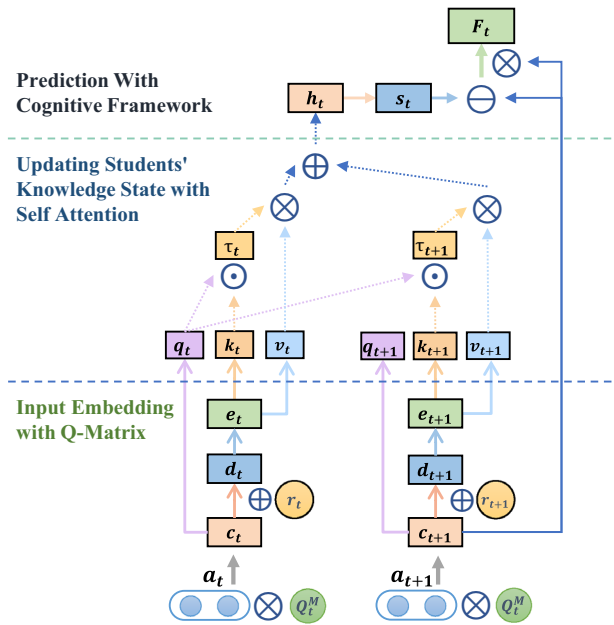 F_t
Prediction With
Cognitive Framework
h_t
s_t
Updating Students'
Knowledge State with
Self Attention
τ_t
τ_{t+1}
q_t
k_t
v_t
q_{t+1}
k_{t+1}
v_{t+1}
Input Embedding
with Q-Matrix
e_t
e_{t+1}
d_t
d_{t+1}
r_t
r_{t+1}
c_t
c_{t+1}
a_t
a_{t+1}
Q_t^M
Q_t^M